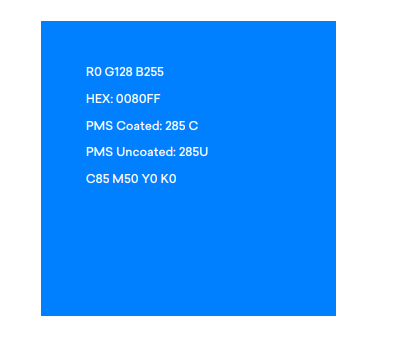 R0 G128 B255
HEX: 0080FF
PMS Coated: 285 C
PMS Uncoated: 285U
C85 M50 Y0 K0